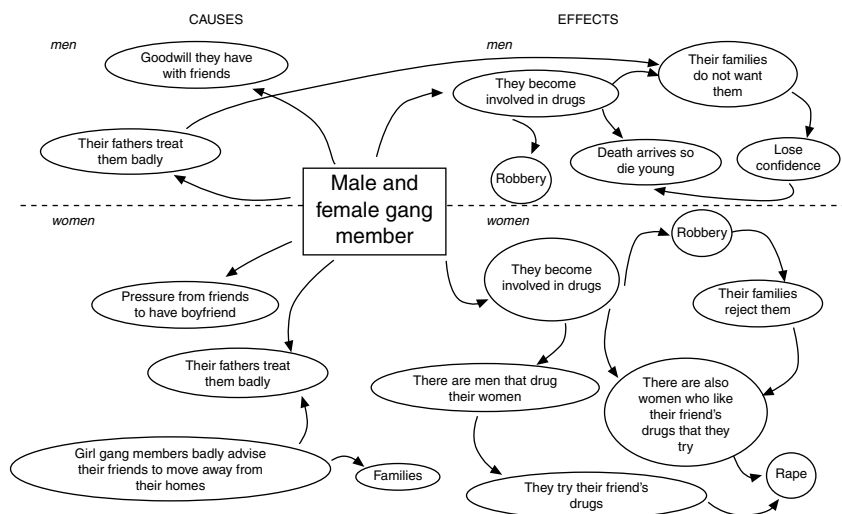 CAUSES
EFFECTS
men
men
Goodwill they have
with friends
Their fathers treat
them badly
They become
involved in drugs
Their families
do not want
them
Robbery
Death arrives so
die young
Lose
confidence
Male and
female gang
member
women
women
Pressure from friends
to have boyfriend
Their fathers treat
them badly
Girl gang members badly advise
their friends to move away from
their homes
Families
They become
involved in drugs
Robbery
Their families
reject them
There are men that drug
their women
There are also
women who like
their friend's
drugs that they
try
They try their friend's
drugs
Rape